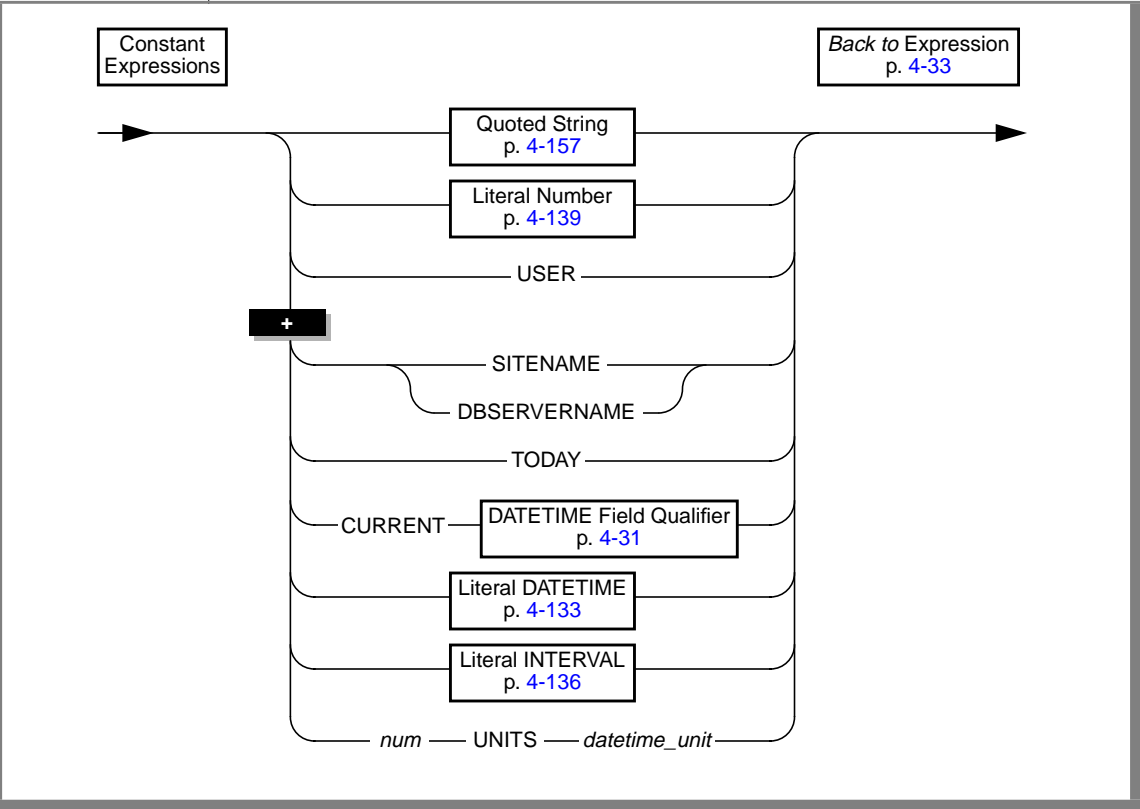 Constant
Expressions
Back to Expression
p. 4-33
Quoted String
p. 4-157
Literal Number
p. 4-139
USER
+
SITENAME
DBSERVERNAME
TODAY
CURRENT
DATETIME Field Qualifier
p. 4-31
Literal DATETIME
p. 4-133
Literal INTERVAL
p. 4-136
num UNITS datetime_unit